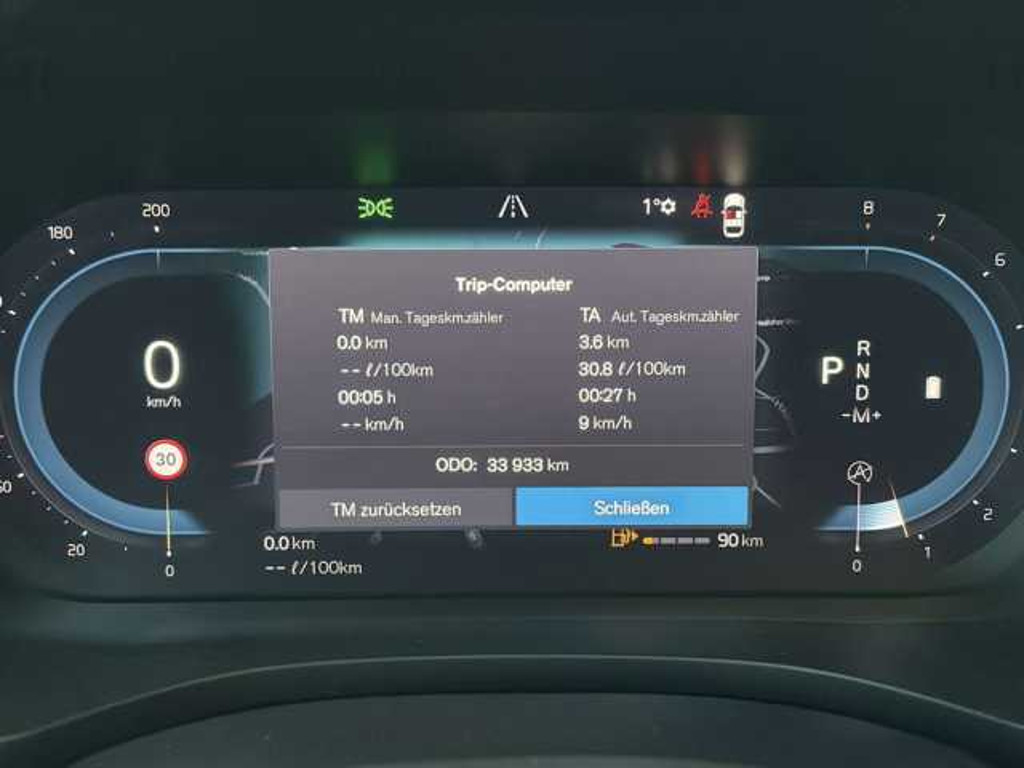 200
180
1°
8
7
6
Trip-Computer
TM Man. Tageskm.zähler
TA Aut. Tageskm.zähler
0.0 km
3.6 km
-- ℓ/100km
30.8 ℓ/100km
00:05 h
00:27 h
-- km/h
9 km/h
ODO: 33 933 km
TM zurücksetzen
Schließen
0
km/h
30
P
R
N
D
-M+
A
20
0
2
1
0
0.0 km
90 km
-- ℓ/100km